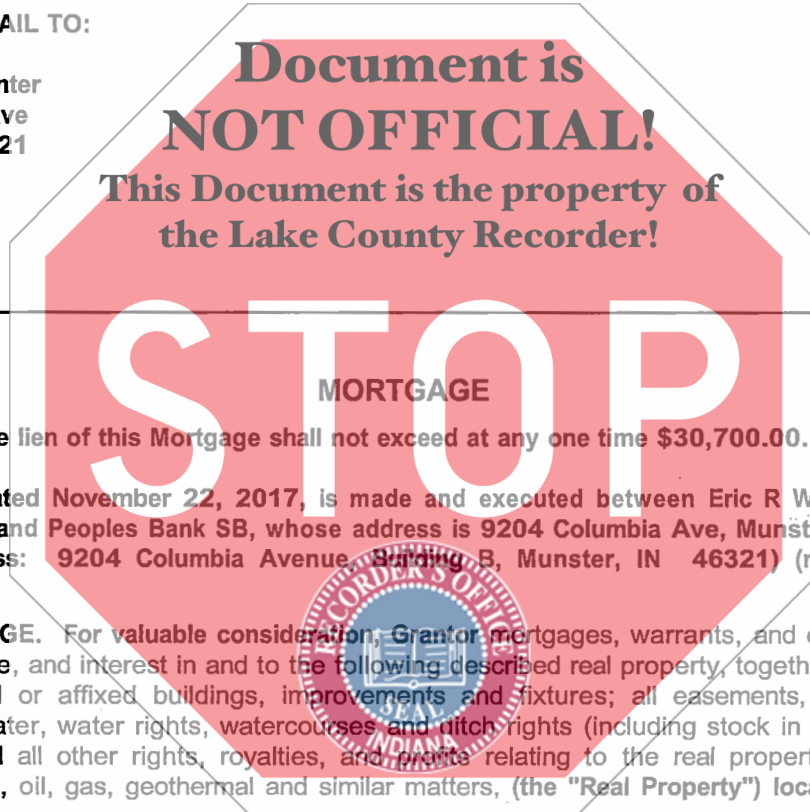 AIL TO:
Document is
nter
ve
NOT OFFICIAL!
21
This Document is the property of
the Lake County Recorder!
STOP
MORTGAGE
e lien of this Mortgage shall not exceed at any one time $30,700.00.
ted November 22, 2017, is made and executed between Eric R W
and Peoples Bank SB, whose address is 9204 Columbia Ave, Munst
ss: 9204 Columbia Avenue, Building B, Munster, IN 46321) (r
GE. For valuable consideration, Grantor mortgages, warrants, and c
e, and interest in and to the following described real property, togeth
l or affixed buildings, improvements and fixtures; all easements,
ater, water rights, watercourses and ditch rights (including stock in
d all other rights, royalties, and profits relating to the real propert
, oil, gas, geothermal and similar matters, (the "Real Property") loca
RECORDER'S OFFICE
SEAL
INDIANA